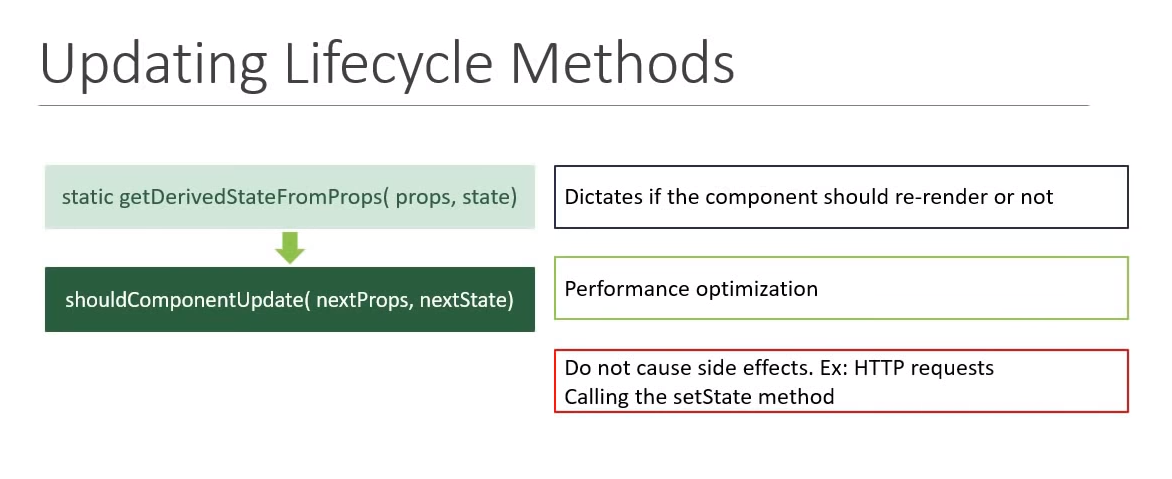 Updating Lifecycle Methods
static getDerivedStateFromProps( props, state)
shouldComponentUpdate( nextProps, nextState)
Dictates if the component should re-render or not
Performance optimization
Do not cause side effects. Ex: HTTP requests
Calling the setState method